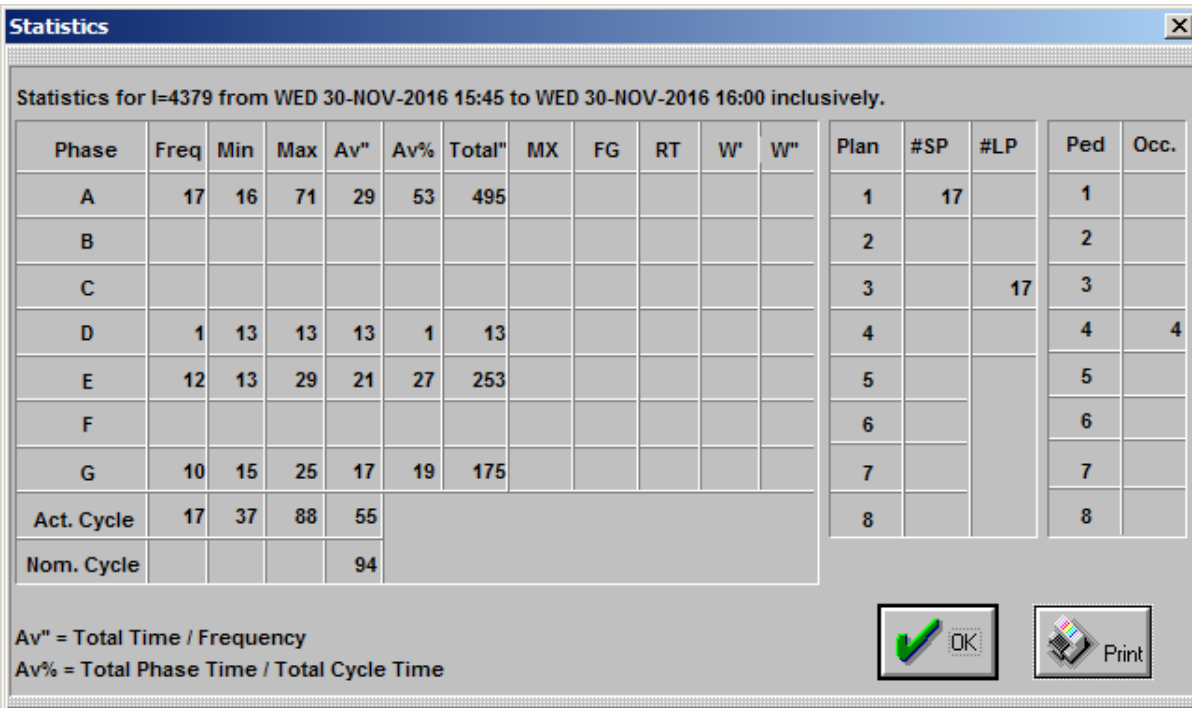 Statistics
Statistics for I=4379 from WED 30-NOV-2016 15:45 to WED 30-NOV-2016 16:00 inclusively.
Phase Freq Min Max Av" Av% Total" MX FG RT W' W" Plan #SP #LP Ped Occ.
A 17 16 71 29 53 495 1 17 1
B 2 2
C 3 17 3
D 1 13 13 13 1 13 4 4 4
E 12 13 29 21 27 253 5 5
F 6 6
G 10 15 25 17 19 175 7 7
Act. Cycle 17 37 88 55 8 8
Nom. Cycle 94
Av" = Total Time / Frequency
Av% = Total Phase Time / Total Cycle Time
OK Print